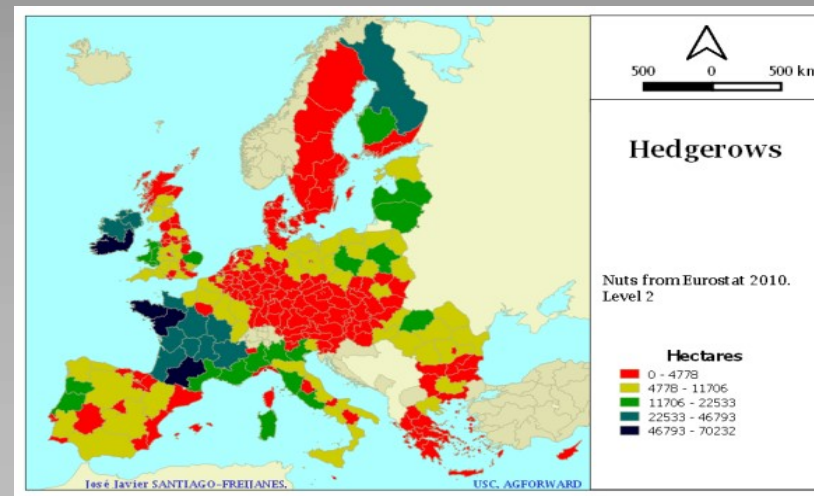 500 0 500 km
Hedgerows
Nuts from Eurostat 2010.
Level 2
Hectares
0 - 4778
4778 - 11706
11706 - 22533
22533 - 46793
46793 - 70232
José Javier SANTIAGO-FREIJANES.
USC. AGFORWARD